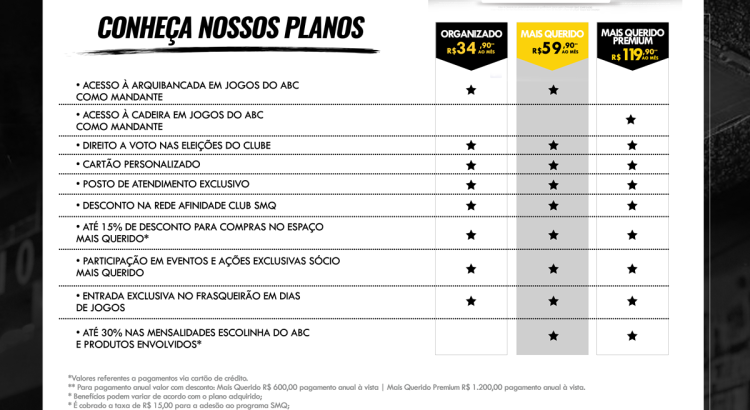 CONHEÇA NOSSOS PLANOS
ORGANIZADO
R$34,90** AO MÊS
MAIS QUERIDO
R$59,90** AO MÊS
MAIS QUERIDO
PREMIUM
R$119,90** AO MÊS
• ACESSO À ARQUIBANCADA EM JOGOS DO ABC
COMO MANDANTE
★ ★
• ACESSO À CADEIRA EM JOGOS DO ABC
COMO MANDANTE
★
• DIREITO A VOTO NAS ELEIÇÕES DO CLUBE
★ ★ ★
• CARTÃO PERSONALIZADO
★ ★ ★
• POSTO DE ATENDIMENTO EXCLUSIVO
★ ★ ★
• DESCONTO NA REDE AFINIDADE CLUB SMQ
★ ★ ★
• ATÉ 15% DE DESCONTO PARA COMPRAS NO ESPAÇO
MAIS QUERIDO*
★ ★ ★
• PARTICIPAÇÃO EM EVENTOS E AÇÕES EXCLUSIVAS SÓCIO
MAIS QUERIDO
★ ★ ★
• ENTRADA EXCLUSIVA NO FRASQUEIRÃO EM DIAS
DE JOGOS
★ ★ ★
• ATÉ 30% NAS MENSALIDADES ESCOLINHA DO ABC
E PRODUTOS ENVOLVIDOS*
★ ★
*Valores referentes a pagamentos via cartão de crédito.
** Para pagamento anual valor com desconto: Mais Querido R$ 600,00 pagamento anual à vista | Mais Querido Premium R$ 1.200,00 pagamento anual à vista.
* Benefícios podem variar de acordo com o plano adquirido;
* É cobrado a taxa de R$ 15,00 para a adesão ao programa SMQ;